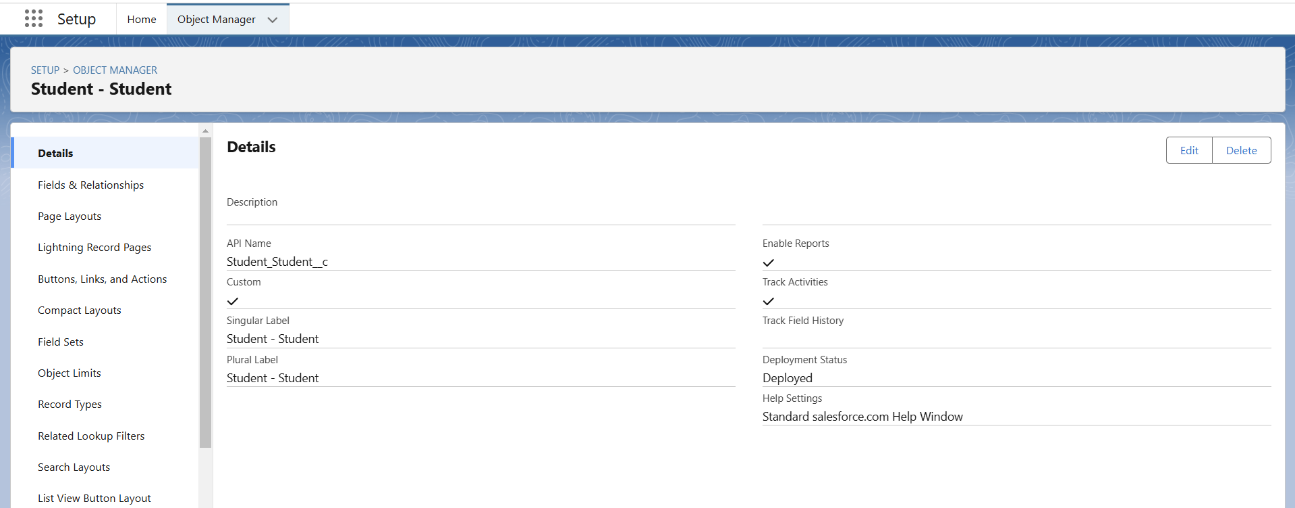 Setup
Home
Object Manager
SETUP > OBJECT MANAGER
Student - Student
Details
Fields & Relationships
Page Layouts
Lightning Record Pages
Buttons, Links, and Actions
Compact Layouts
Field Sets
Object Limits
Record Types
Related Lookup Filters
Search Layouts
List View Button Layout
Details
Edit
Delete
Description
API Name
Student_Student__c
Custom
Singular Label
Student - Student
Plural Label
Student - Student
Enable Reports
Track Activities
Track Field History
Deployment Status
Deployed
Help Settings
Standard salesforce.com Help Window